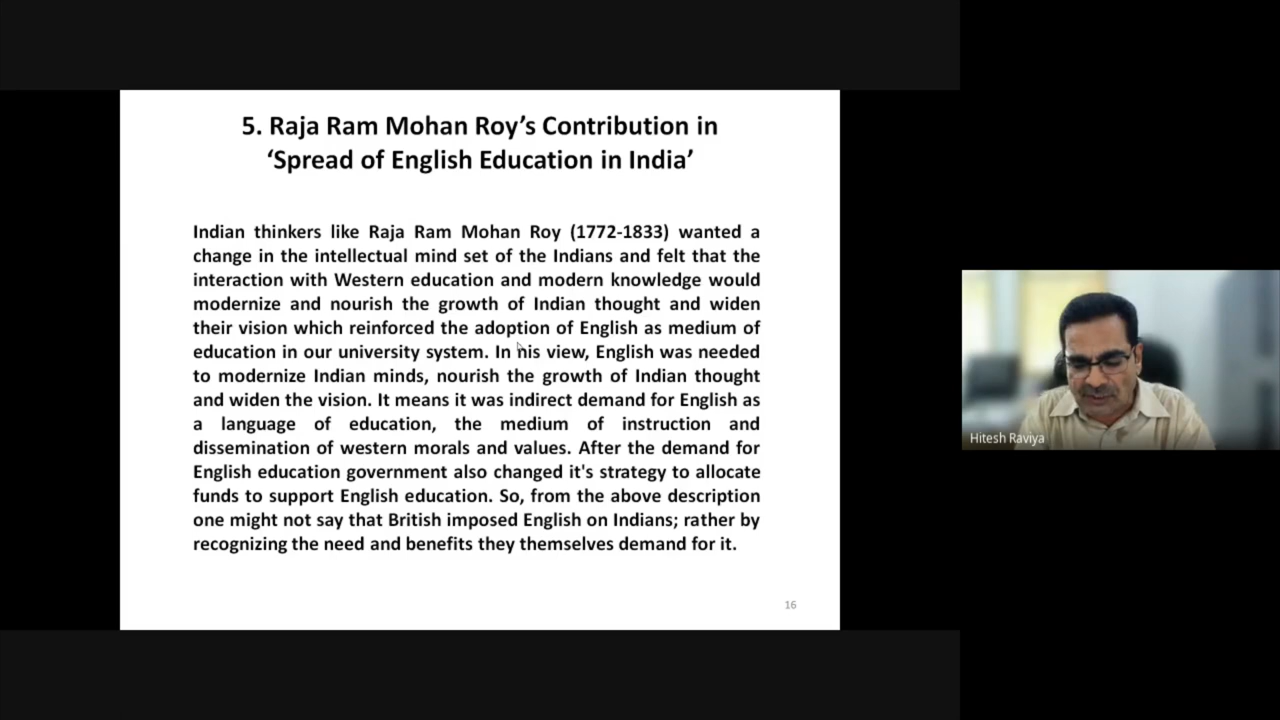 5. Raja Ram Mohan Roy’s Contribution in
‘Spread of English Education in India’
Indian thinkers like Raja Ram Mohan Roy (1772-1833) wanted a
change in the intellectual mind set of the Indians and felt that the
interaction with Western education and modern knowledge would
modernize and nourish the growth of Indian thought and widen
their vision which reinforced the adoption of English as medium of
education in our university system. In his view, English was needed
to modernize Indian minds, nourish the growth of Indian thought
and widen the vision. It means it was indirect demand for English as
a language of education, the medium of instruction and
dissemination of western morals and values. After the demand for
English education government also changed it's strategy to allocate
funds to support English education. So, from the above description
one might not say that British imposed English on Indians; rather by
recognizing the need and benefits they themselves demand for it.
16
Hitesh Raviya